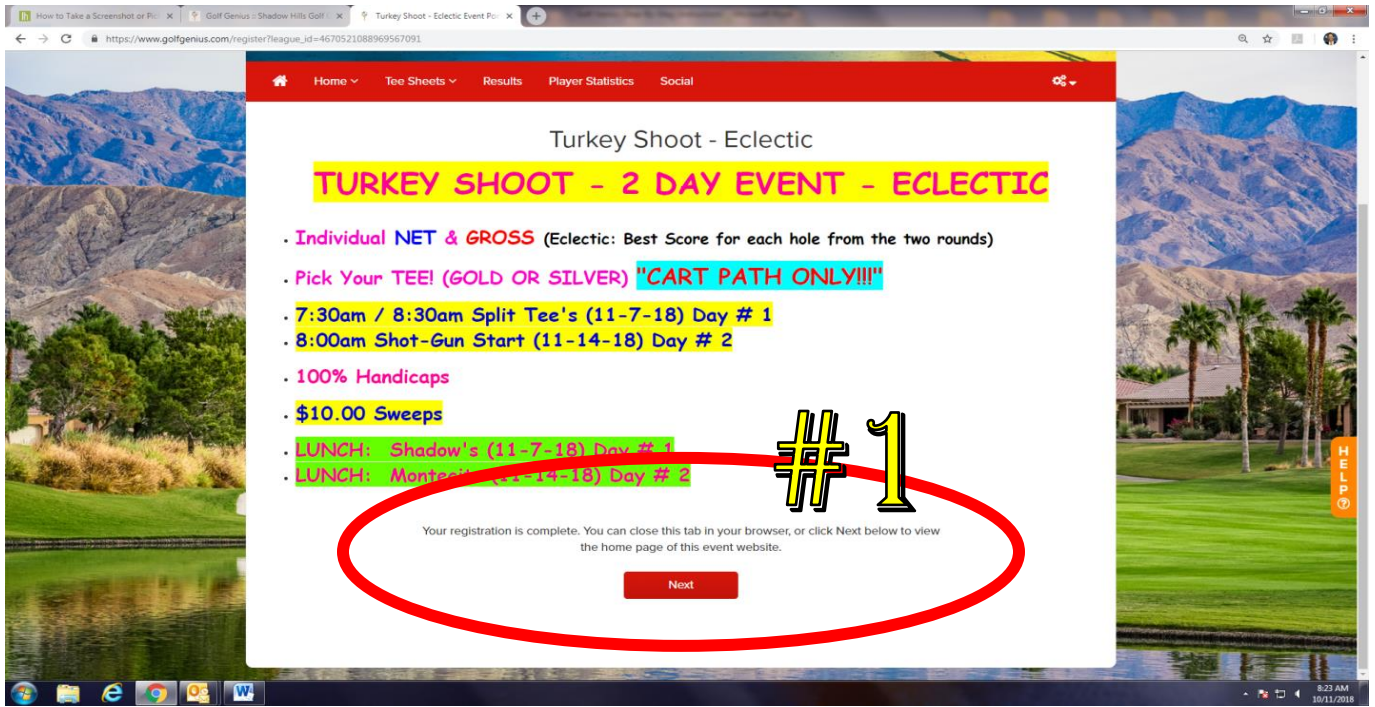 How to Take a Screenshot or Pic
Golf Genius :: Shadow Hills Golf C
Turkey Shoot - Eclectic Event Por
https://www.golfgenius.com/register?league_id=4670521088969567091
Home Tee Sheets Results Player Statistics Social
Turkey Shoot - Eclectic
TURKEY SHOOT - 2 DAY EVENT - ECLECTIC
• Individual NET & GROSS (Eclectic: Best Score for each hole from the two rounds)
• Pick Your TEE! (GOLD OR SILVER) "CART PATH ONLY!!!"
• 7:30am / 8:30am Split Tee's (11-7-18) Day # 1
• 8:00am Shot-Gun Start (11-14-18) Day # 2
• 100% Handicaps
• $10.00 Sweeps
• LUNCH: Shadow's (11-7-18) Day # 1
• LUNCH: Montecito (11-14-18) Day # 2
#1
HELP?
Your registration is complete. You can close this tab in your browser, or click Next below to view
the home page of this event website.
Next
8:23 AM
10/11/2018